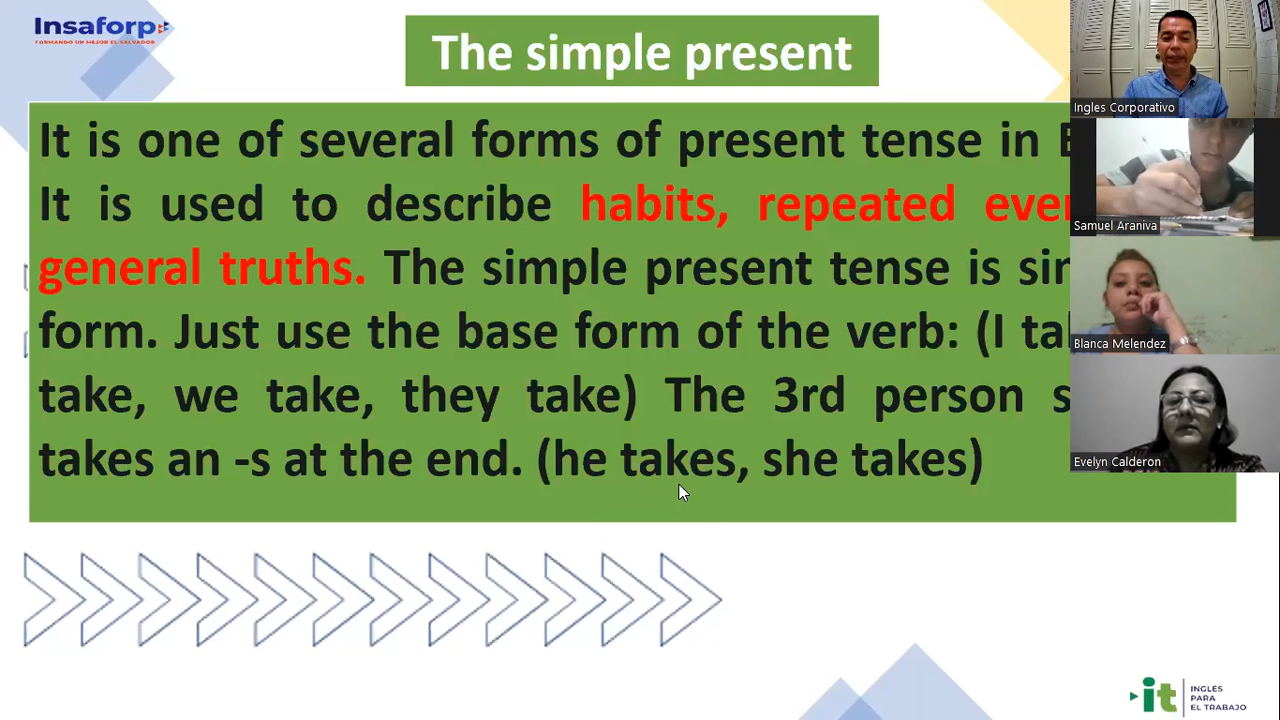 Insaforp
FORMANDO UN MEJOR EL SALVADOR
The simple present
It is one of several forms of present tense in
It is used to describe habits, repeated
general truths. The simple present tense is
form. Just use the base form of the verb: (I
take, we take, they take) The 3rd person
takes an -s at the end. (he takes, she takes)
Ingles Corporativo
Samuel Araniva
Blanca Melendez
Evelyn Calderon
it
INGLÉS
PARA
EL TRABAJO